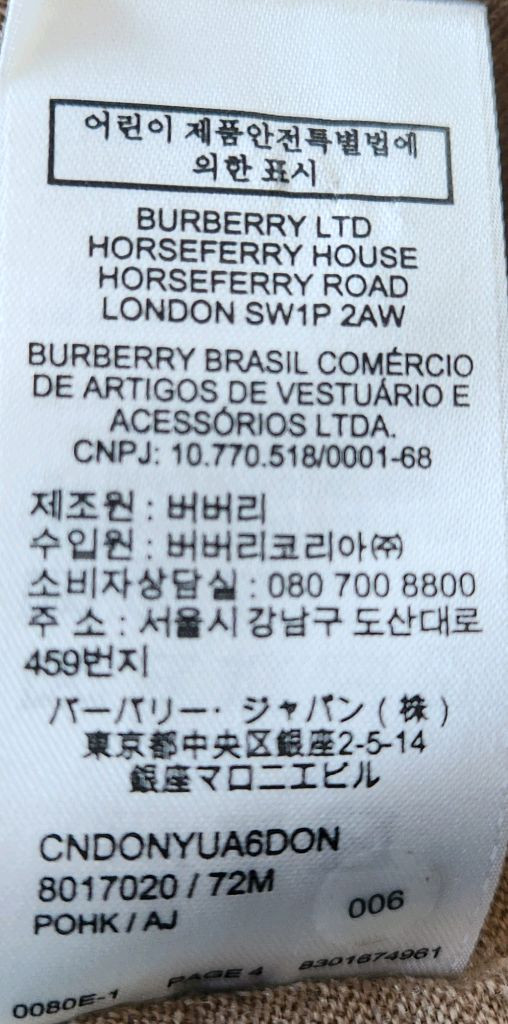 어린이 제품안전특별법에
의한 표시
BURBERRY LTD
HORSEFERRY HOUSE
HORSEFERRY ROAD
LONDON SW1P 2AW
BURBERRY BRASIL COMÉRCIO
DE ARTIGOS DE VESTUÁRIO E
ACESSÓRIOS LTDA.
CNPJ: 10.770.518/0001-68
제조원 : 버버리
수입원 : 버버리코리아㈜
소비자상담실 : 080 700 8800
주 소 : 서울시 강남구 도산대로
459번지
バーバリー・ジャパン ( 株 )
東京都中央区銀座2-5-14
銀座マロニエビル
CNDONYUA6DON
8017020 / 72M
POHK / AJ
006
0080E-1 PAGE 4 8301674961